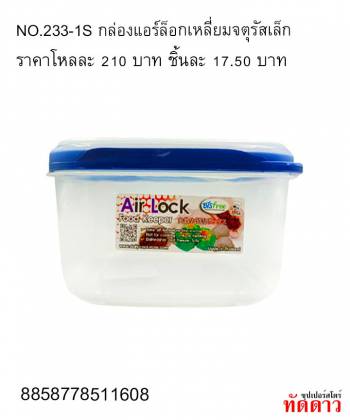 NO.233-1S กล่องแอร์ล็อกเหลี่ยมจตุรัสเล็ก
ราคาโหลละ 210 บาท ชิ้นละ 17.50 บาท
Air Lock
Food Keeper
Free
8858778511608
ซุปเปอร์สโตร์
ทัดดาว